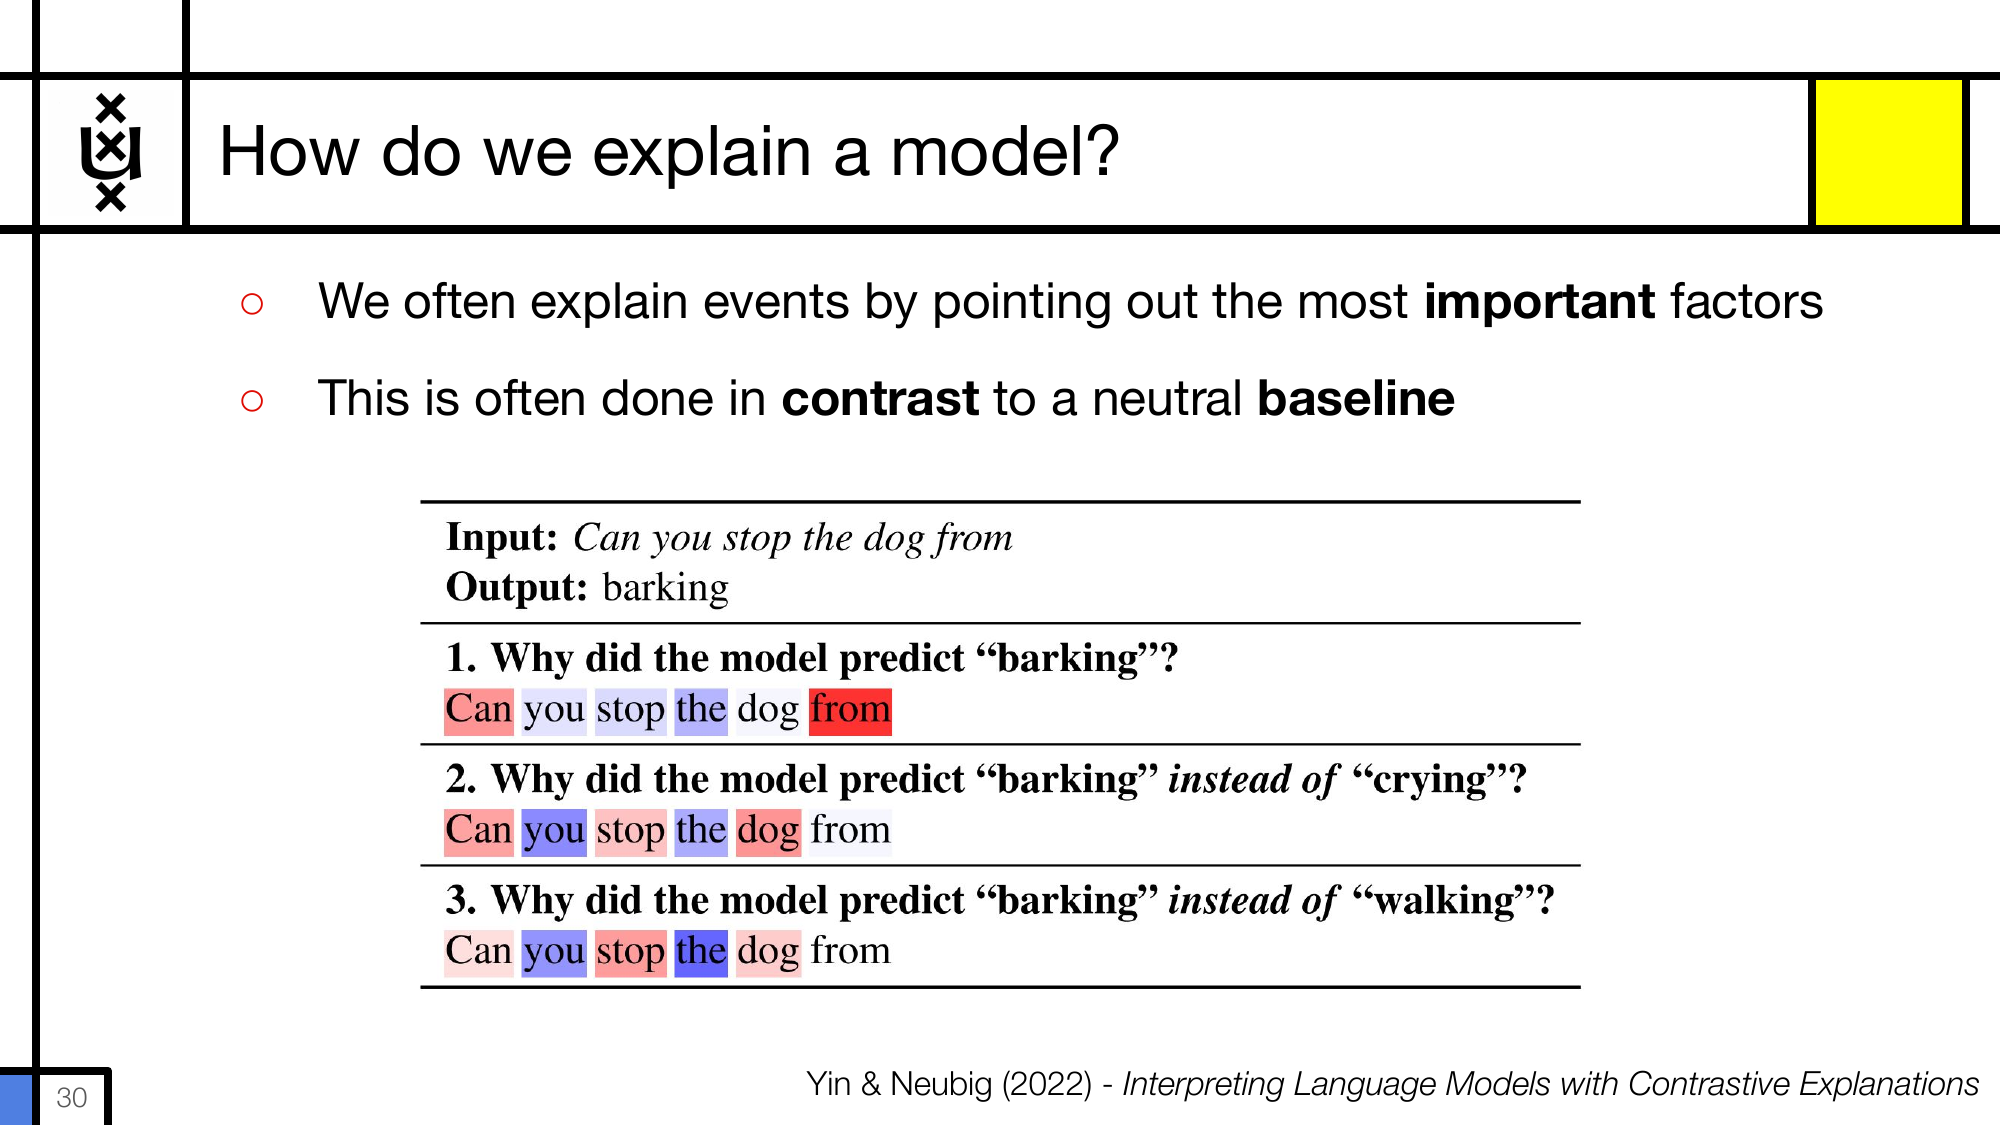 How do we explain a model?
○ We often explain events by pointing out the most important factors
○ This is often done in contrast to a neutral baseline
Input: Can you stop the dog from
Output: barking
1. Why did the model predict “barking”?
Can you stop the dog from
2. Why did the model predict “barking” instead of “crying”?
Can you stop the dog from
3. Why did the model predict “barking” instead of “walking”?
Can you stop the dog from
Yin & Neubig (2022) - Interpreting Language Models with Contrastive Explanations
30